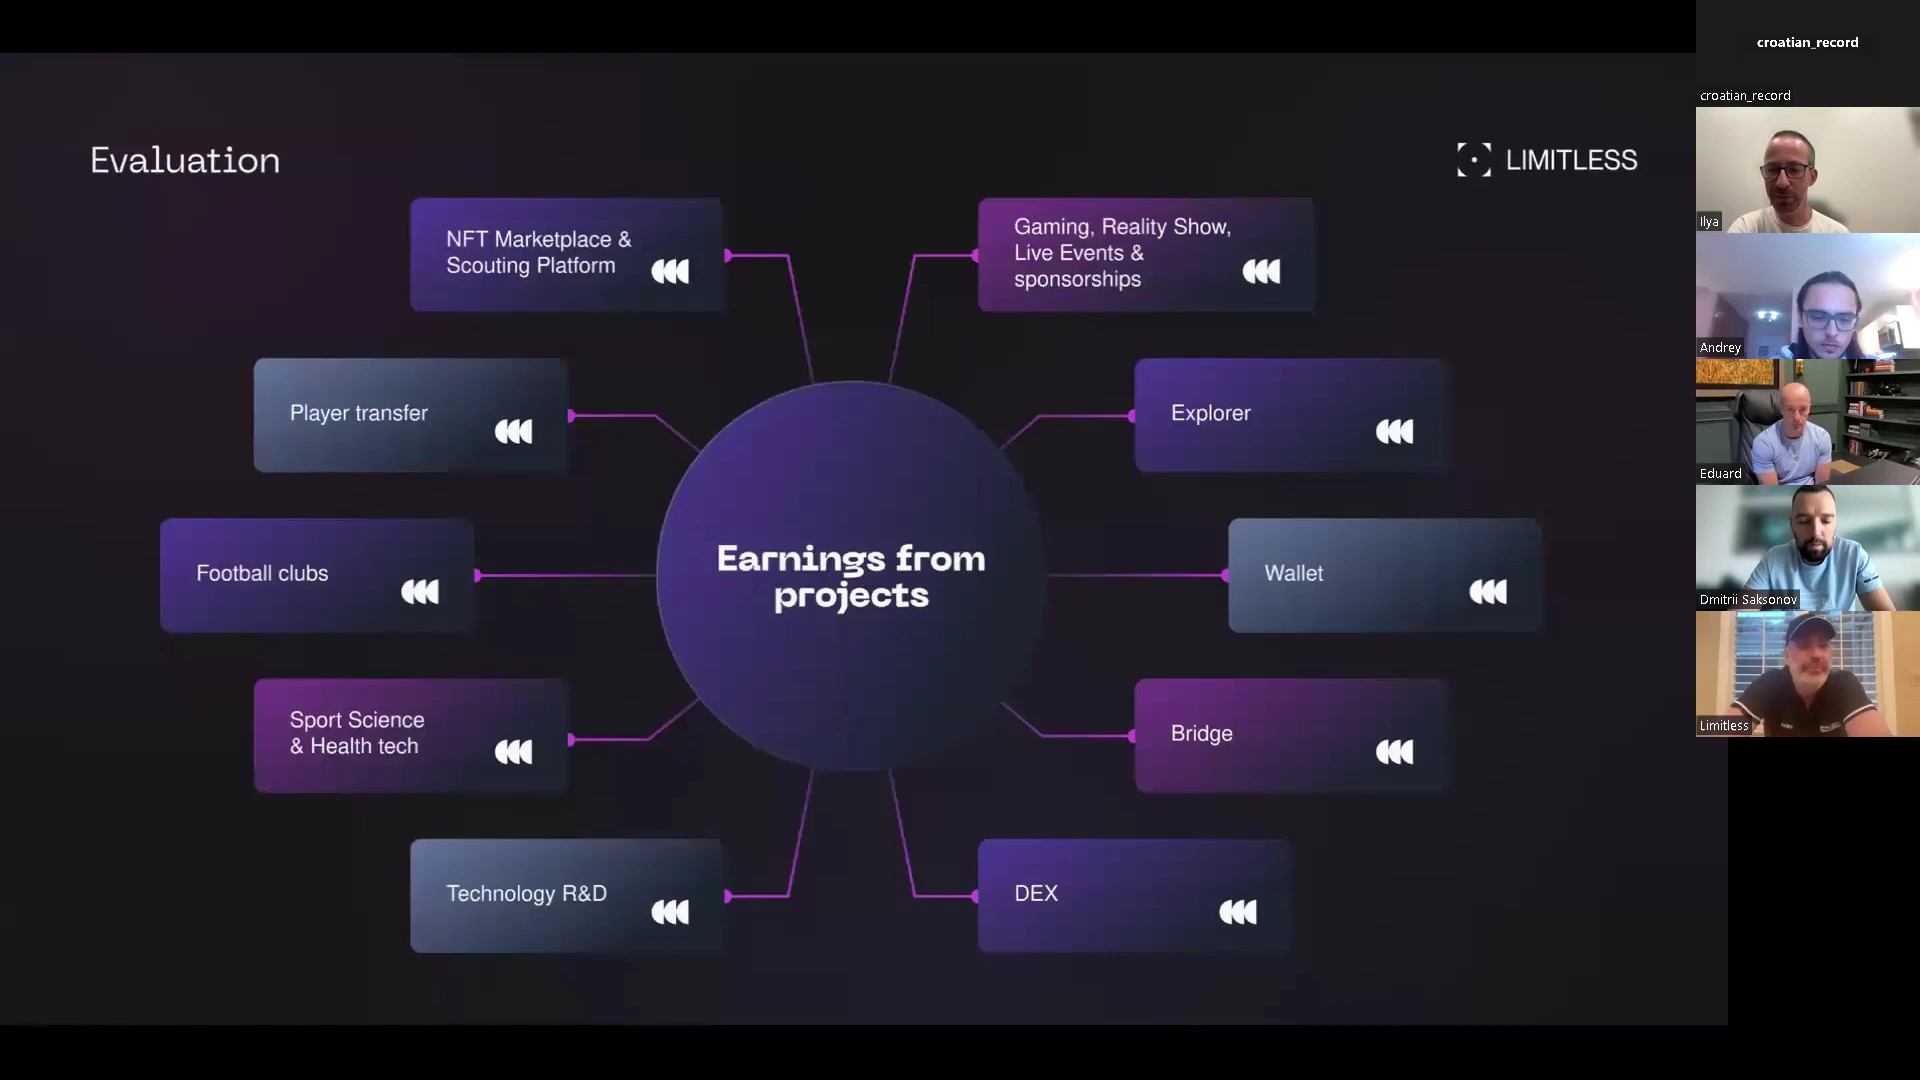 Evaluation
LIMITLESS
NFT Marketplace &
Scouting Platform
Gaming, Reality Show,
Live Events &
sponsorships
Player transfer
Explorer
Football clubs
Earnings from
projects
Wallet
Sport Science
& Health tech
Bridge
Technology R&D
DEX
croatian_record
croatian_record
Ilya
Andrey
Eduard
Dmitrii Saksonov
Limitless